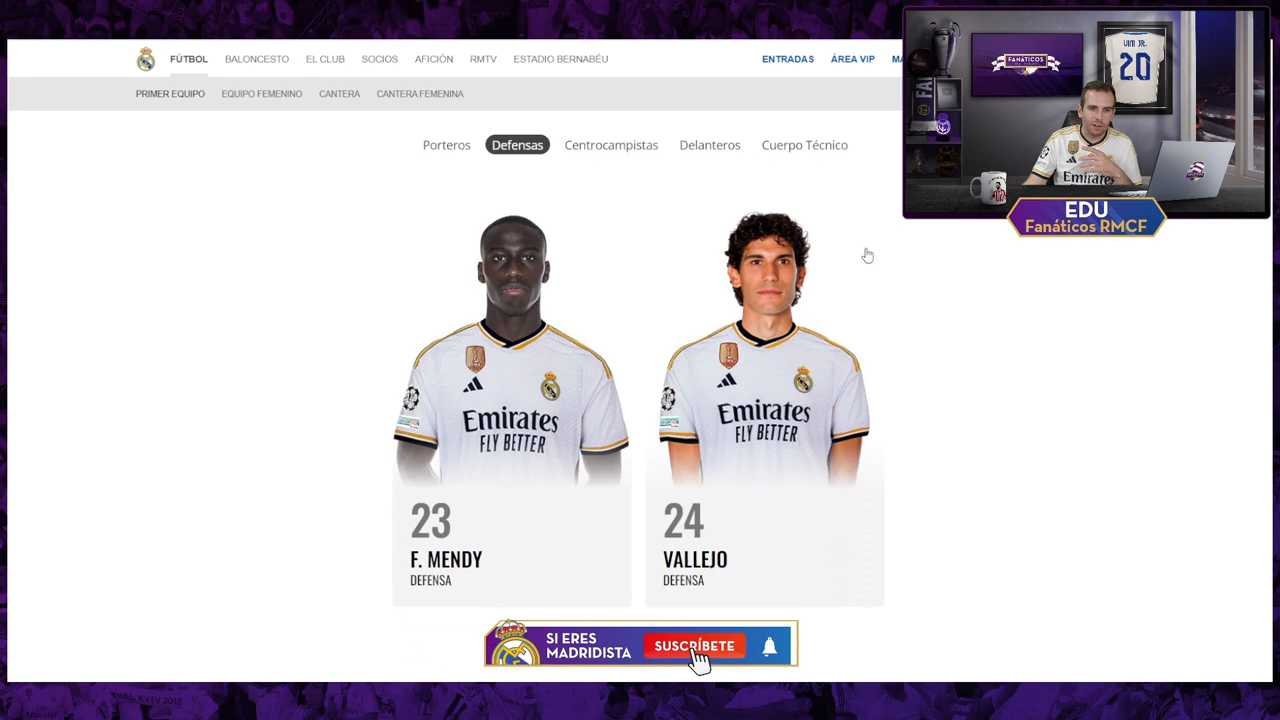 FÚTBOL BALONCESTO EL CLUB SOCIOS AFICIÓN RMTV ESTADIO BERNABÉU ENTRADAS ÁREA VIP
PRIMER EQUIPO EQUIPO FEMENINO CANTERA CANTERA FEMENINA
Porteros Defensas Centrocampistas Delanteros Cuerpo Técnico
FANÁTICOS
VINI JR.
20
Emirates
EDU
Fanáticos RMCF
Emirates
FLY BETTER
Emirates
FLY BETTER
23
F. MENDY
DEFENSA
24
VALLEJO
DEFENSA
SI ERES
MADRIDISTA
SUSCRÍBETE